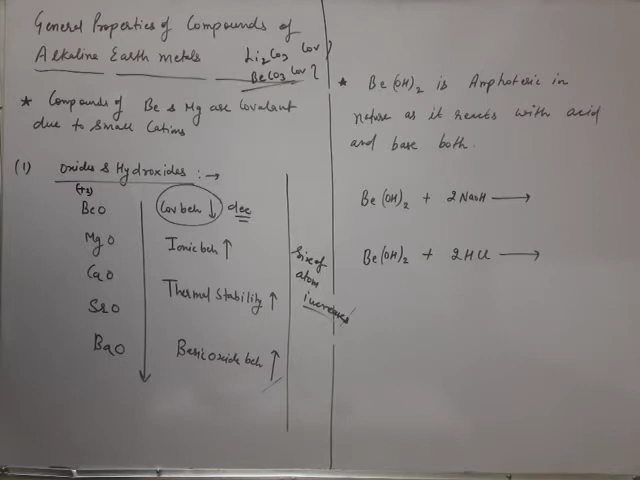 General Properties of Compounds of
Alkaline Earth metals
Li2CO3 Cov ?
BeCO3 Cov ?
* Compounds of Be & Mg are Covalant
due to Small Cations
(1) Oxides & Hydroxides : →
(+2)
BeO
MgO
CaO
SrO
BaO
Cov beh ↓ dec
Ionic beh ↑
Thermal Stability ↑
Basic oxide beh ↑
Size of
atom
increases
* Be(OH)2 is Amphoteric in
nature as it reacts with acid
and base both.
Be(OH)2 + 2NaOH ⟶
Be(OH)2 + 2HCl ⟶